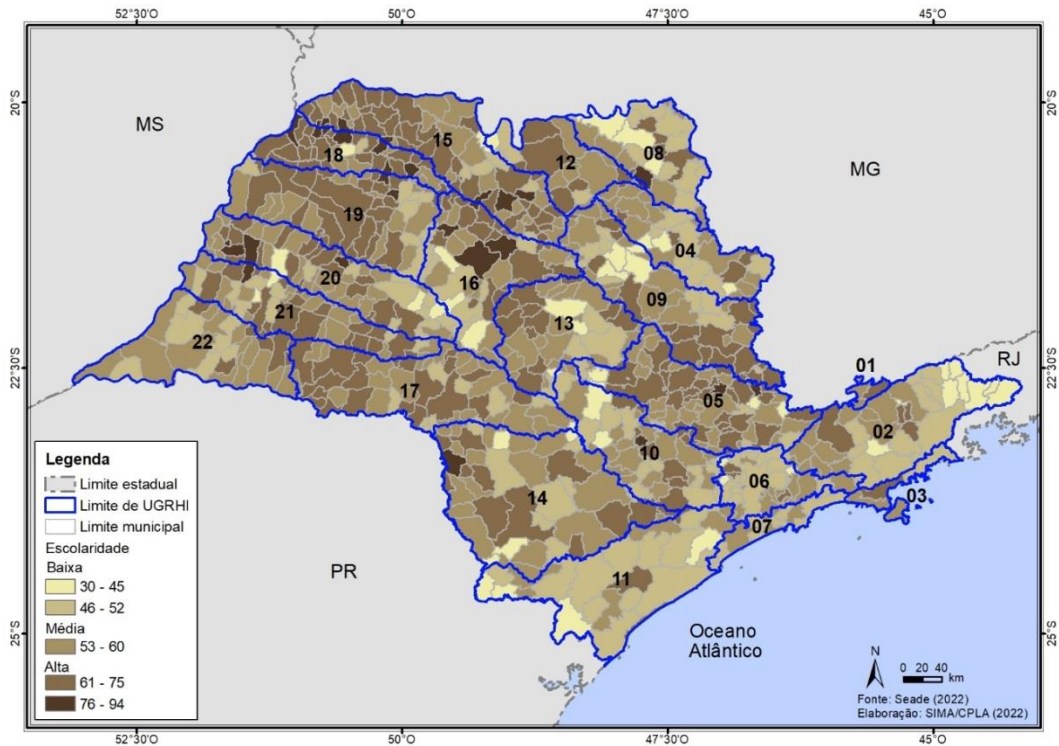 52°30'O 50°0'O 47°30'O 45°0'O
20°S 20°S
MS
MG
15
18
12
08
19
04
20
16
09
21
13
22
22°30'S 22°30'S
01
RJ
17
05
02
10
06
03
14
07
11
PR
25°S 25°S
Oceano
Atlântico
Legenda
Limite estadual
Limite de UGRHI
Limite municipal
Escolaridade
Baixa
30 - 45
46 - 52
Média
53 - 60
Alta
61 - 75
76 - 94
N
0 20 40
km
Fonte: Seade (2022)
Elaboração: SIMA/CPLA (2022)
52°30'O 50°0'O 47°30'O 45°0'O